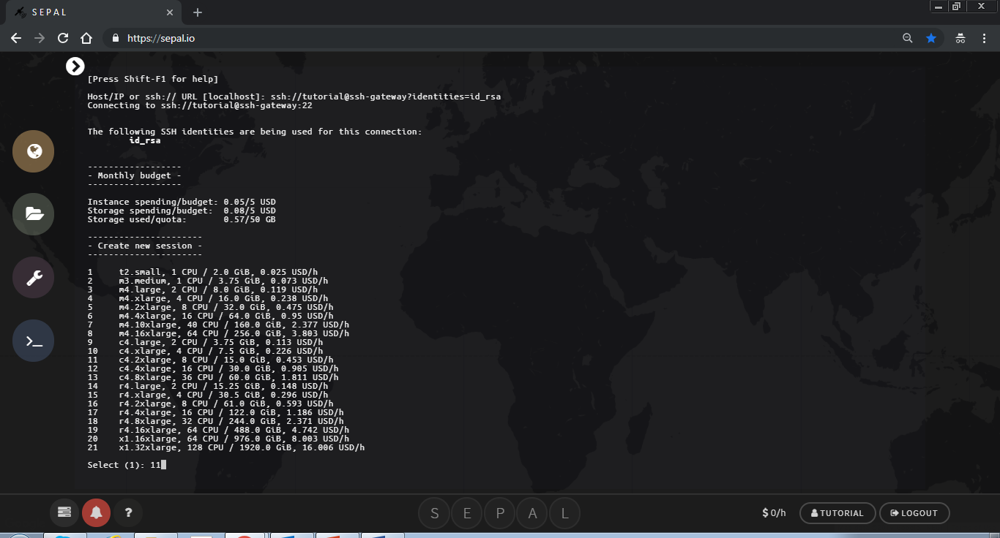 SEPAL
https://sepal.io
[Press Shift-F1 for help]
Host/IP or ssh:// URL [localhost]: ssh://tutorial@ssh-gateway?identities=id_rsa
Connecting to ssh://tutorial@ssh-gateway:22
The following SSH identities are being used for this connection:
id_rsa
------------------
- Monthly budget -
------------------
Instance spending/budget: 0.05/5 USD
Storage spending/budget:  0.08/5 USD
Storage used/quota:       0.57/50 GB
----------------------
- Create new session -
----------------------
1     t2.small, 1 CPU / 2.0 GiB, 0.025 USD/h
2     m3.medium, 1 CPU / 3.75 GiB, 0.073 USD/h
3     m4.large, 2 CPU / 8.0 GiB, 0.119 USD/h
4     m4.xlarge, 4 CPU / 16.0 GiB, 0.238 USD/h
5     m4.2xlarge, 8 CPU / 32.0 GiB, 0.475 USD/h
6     m4.4xlarge, 16 CPU / 64.0 GiB, 0.95 USD/h
7     m4.10xlarge, 40 CPU / 160.0 GiB, 2.377 USD/h
8     m4.16xlarge, 64 CPU / 256.0 GiB, 3.803 USD/h
9     c4.large, 2 CPU / 3.75 GiB, 0.113 USD/h
10    c4.xlarge, 4 CPU / 7.5 GiB, 0.226 USD/h
11    c4.2xlarge, 8 CPU / 15.0 GiB, 0.453 USD/h
12    c4.4xlarge, 16 CPU / 30.0 GiB, 0.905 USD/h
13    c4.8xlarge, 36 CPU / 60.0 GiB, 1.811 USD/h
14    r4.large, 2 CPU / 15.25 GiB, 0.148 USD/h
15    r4.xlarge, 4 CPU / 30.5 GiB, 0.296 USD/h
16    r4.2xlarge, 8 CPU / 61.0 GiB, 0.593 USD/h
17    r4.4xlarge, 16 CPU / 122.0 GiB, 1.186 USD/h
18    r4.8xlarge, 32 CPU / 244.0 GiB, 2.371 USD/h
19    r4.16xlarge, 64 CPU / 488.0 GiB, 4.742 USD/h
20    x1.16xlarge, 64 CPU / 976.0 GiB, 8.003 USD/h
21    x1.32xlarge, 128 CPU / 1920.0 GiB, 16.006 USD/h
Select (1): 11
? S E P A L $ 0/h TUTORIAL LOGOUT